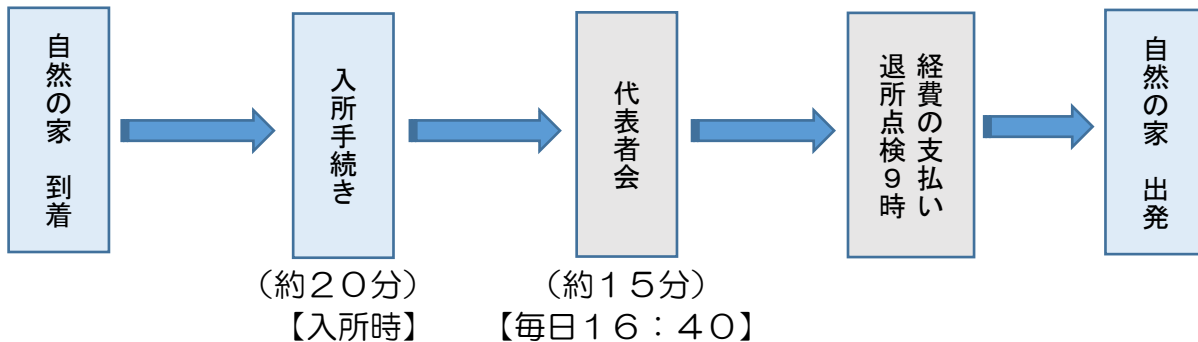 自然の家　到着
入所手続き
代表者会
経費の支払い
退所点検９時
自然の家　出発
（約２０分）
【入所時】
（約１５分）
【毎日１６：４０】